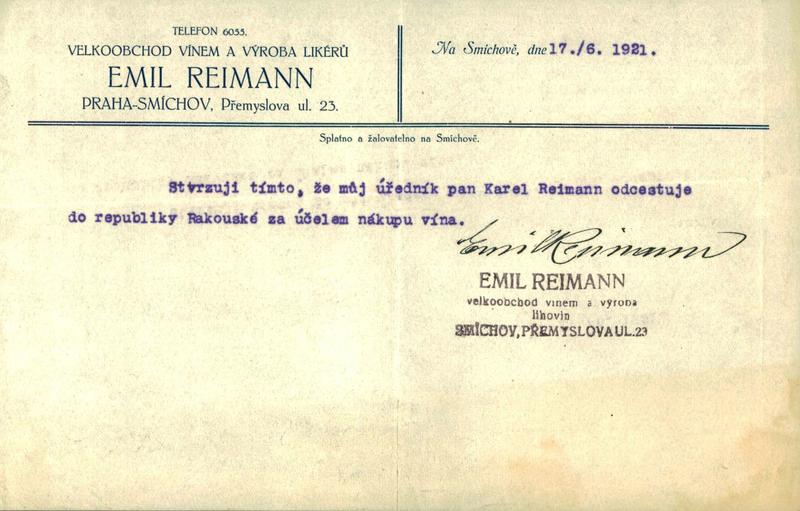 TELEFON 6055.
VELKOOBCHOD VÍNEM A VÝROBA LIKÉRŮ
EMIL REIMANN
PRAHA-SMÍCHOV, Přemyslova ul. 23.
Na Smíchově, dne 17./6. 1921.
Splatno a žalovatelno na Smíchově.
Stvrzuji tímto, že můj úředník pan Karel Reimann odcestuje
do republiky Rakouské za účelem nákupu vína.
Emil Reimann
EMIL REIMANN
velkoobchod vínem a výroba
lihovin
SMÍCHOV, PŘEMYSLOVA UL. 23